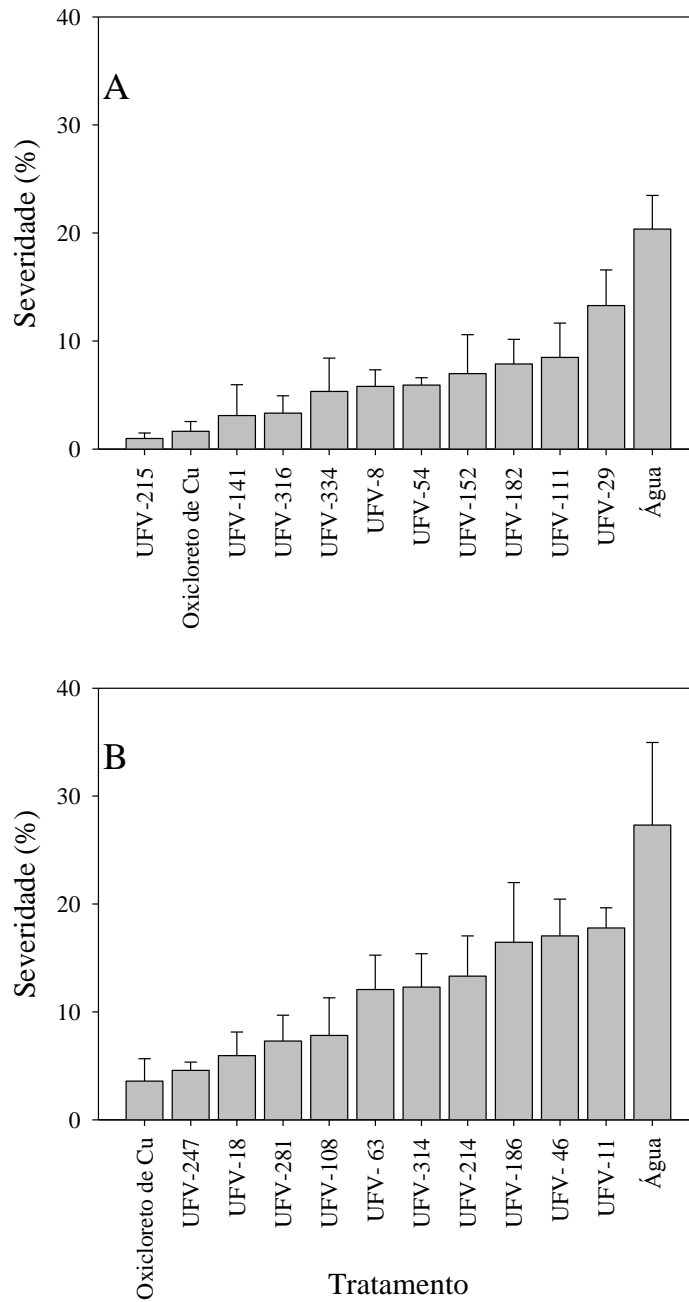 40
A
30
Severidade (%)
20
10
0
UFV-215
Oxicloreto de Cu
UFV-141
UFV-316
UFV-334
UFV-8
UFV-54
UFV-152
UFV-182
UFV-111
UFV-29
Água
40
B
30
Severidade (%)
20
10
0
Oxicloreto de Cu
UFV-247
UFV-18
UFV-281
UFV-108
UFV- 63
UFV-314
UFV-214
UFV-186
UFV- 46
UFV-11
Água
Tratamento